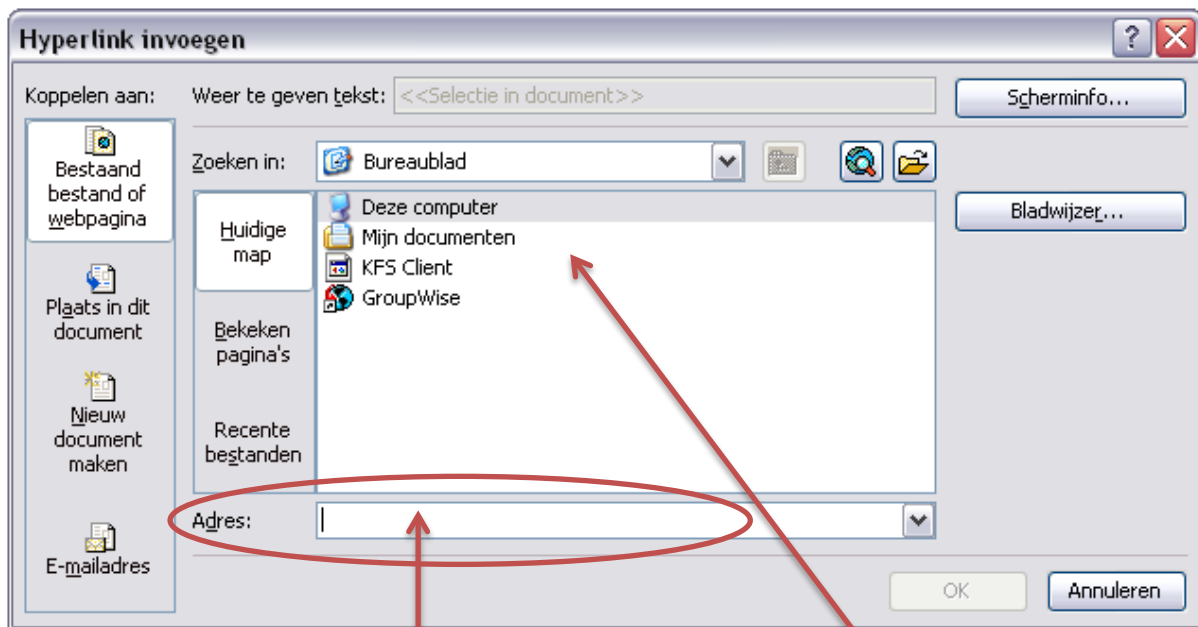 Hyperlink invoegen
Koppelen aan:
Weer te geven tekst:
<<Selectie in document>>
Scherminfo...
Bestaand
bestand of
webpagina
Plaats in dit
document
Nieuw
document
maken
E-mailadres
Zoeken in:
Bureaublad
Huidige
map
Bekeken
pagina's
Recente
bestanden
Deze computer
Mijn documenten
KFS Client
GroupWise
Bladwijzer...
Adres:
OK
Annuleren